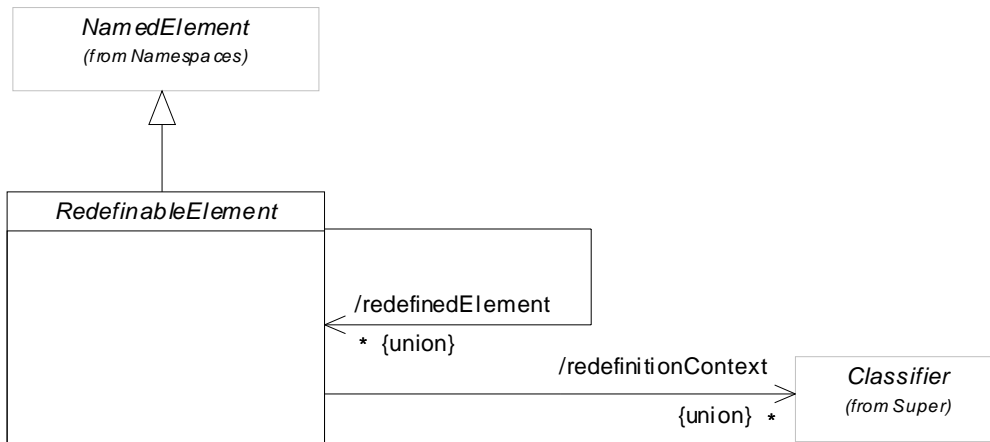 NamedElement
(from Namespaces)
RedefinableElement
/redefinedElement
* {union}
/redefinitionContext
{union} *
Classifier
(from Super)